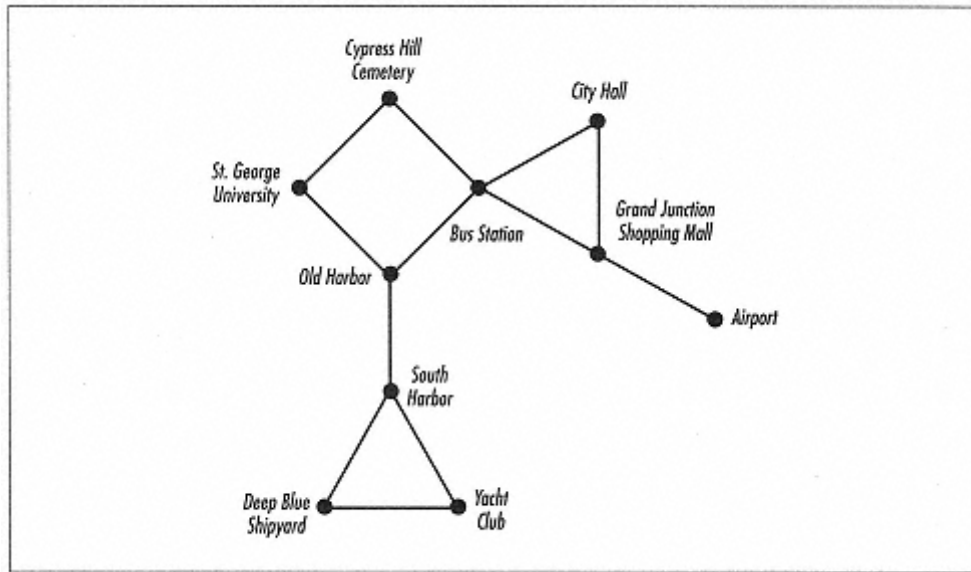 Cypress Hill
Cemetery
City Hall
St. George
University
Bus Station
Grand Junction
Shopping Mall
Old Harbor
Airport
South
Harbor
Deep Blue
Shipyard
Yacht
Club